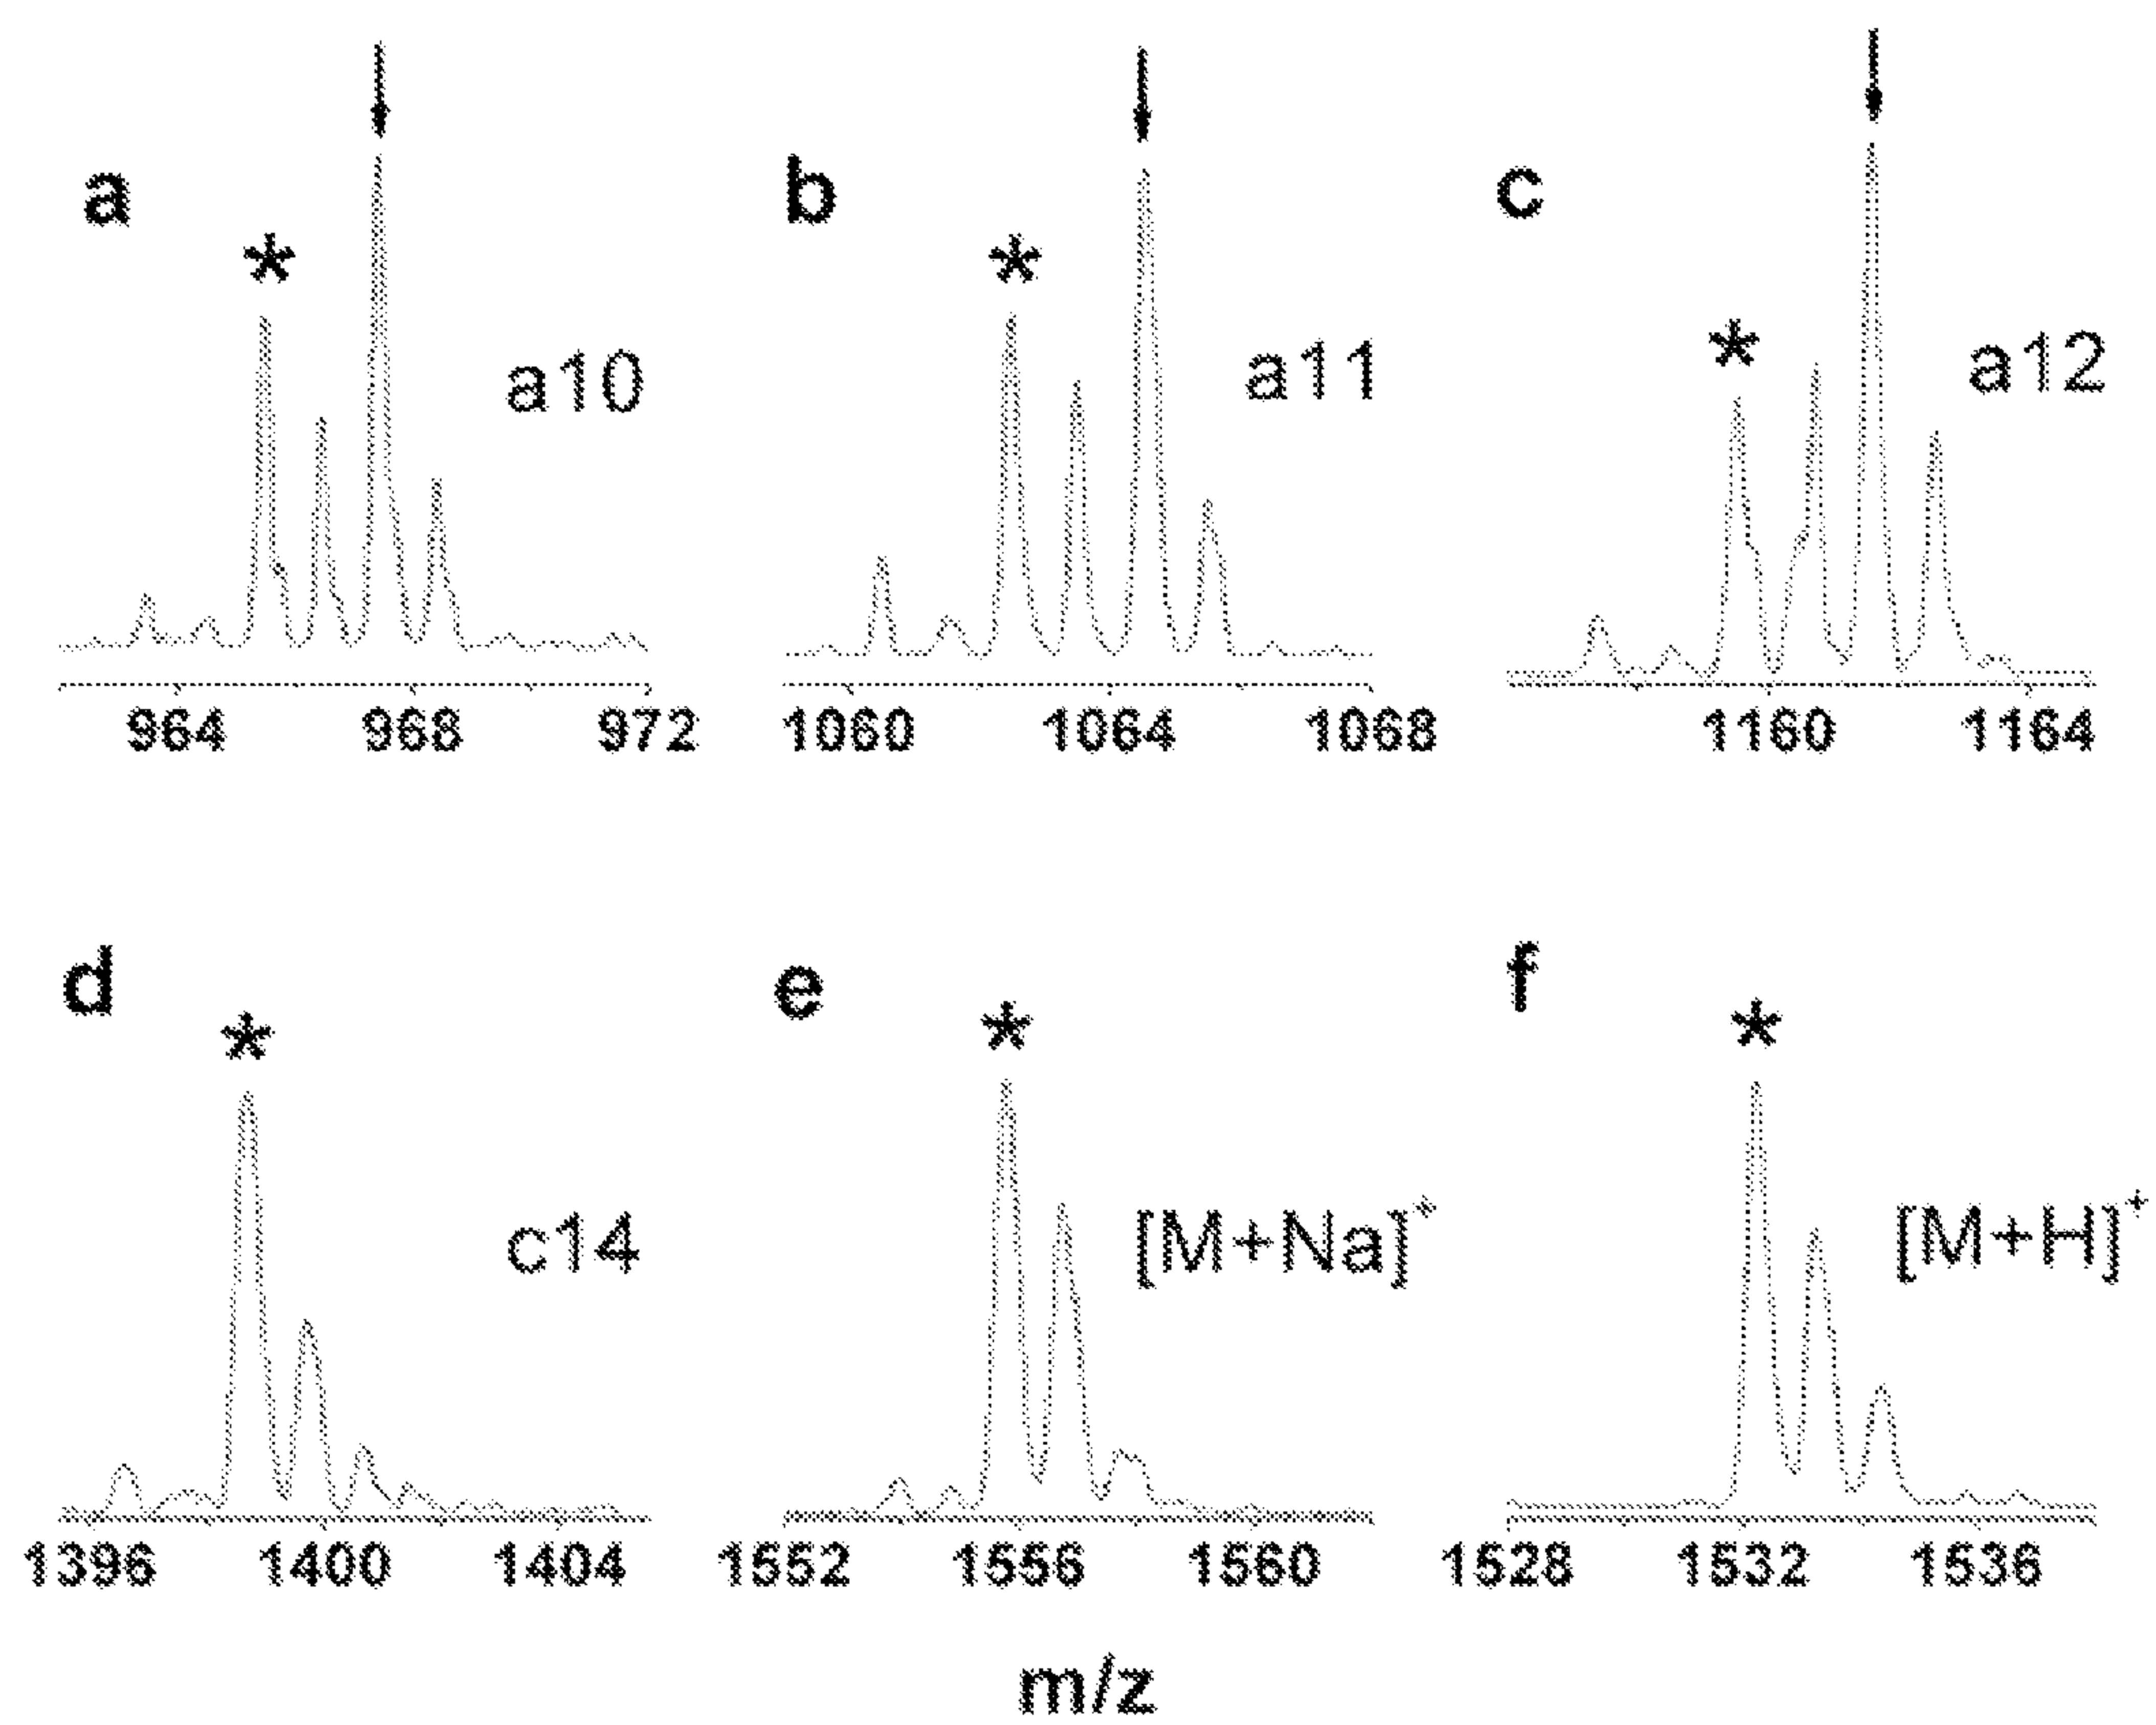 a b c
* * *
a10 a11 a12
964 968 972 1060 1064 1068 1160 1164
d e f
* * *
c14 [M+Na]+ [M+H]+
1396 1400 1404 1552 1556 1560 1528 1532 1536
m/z